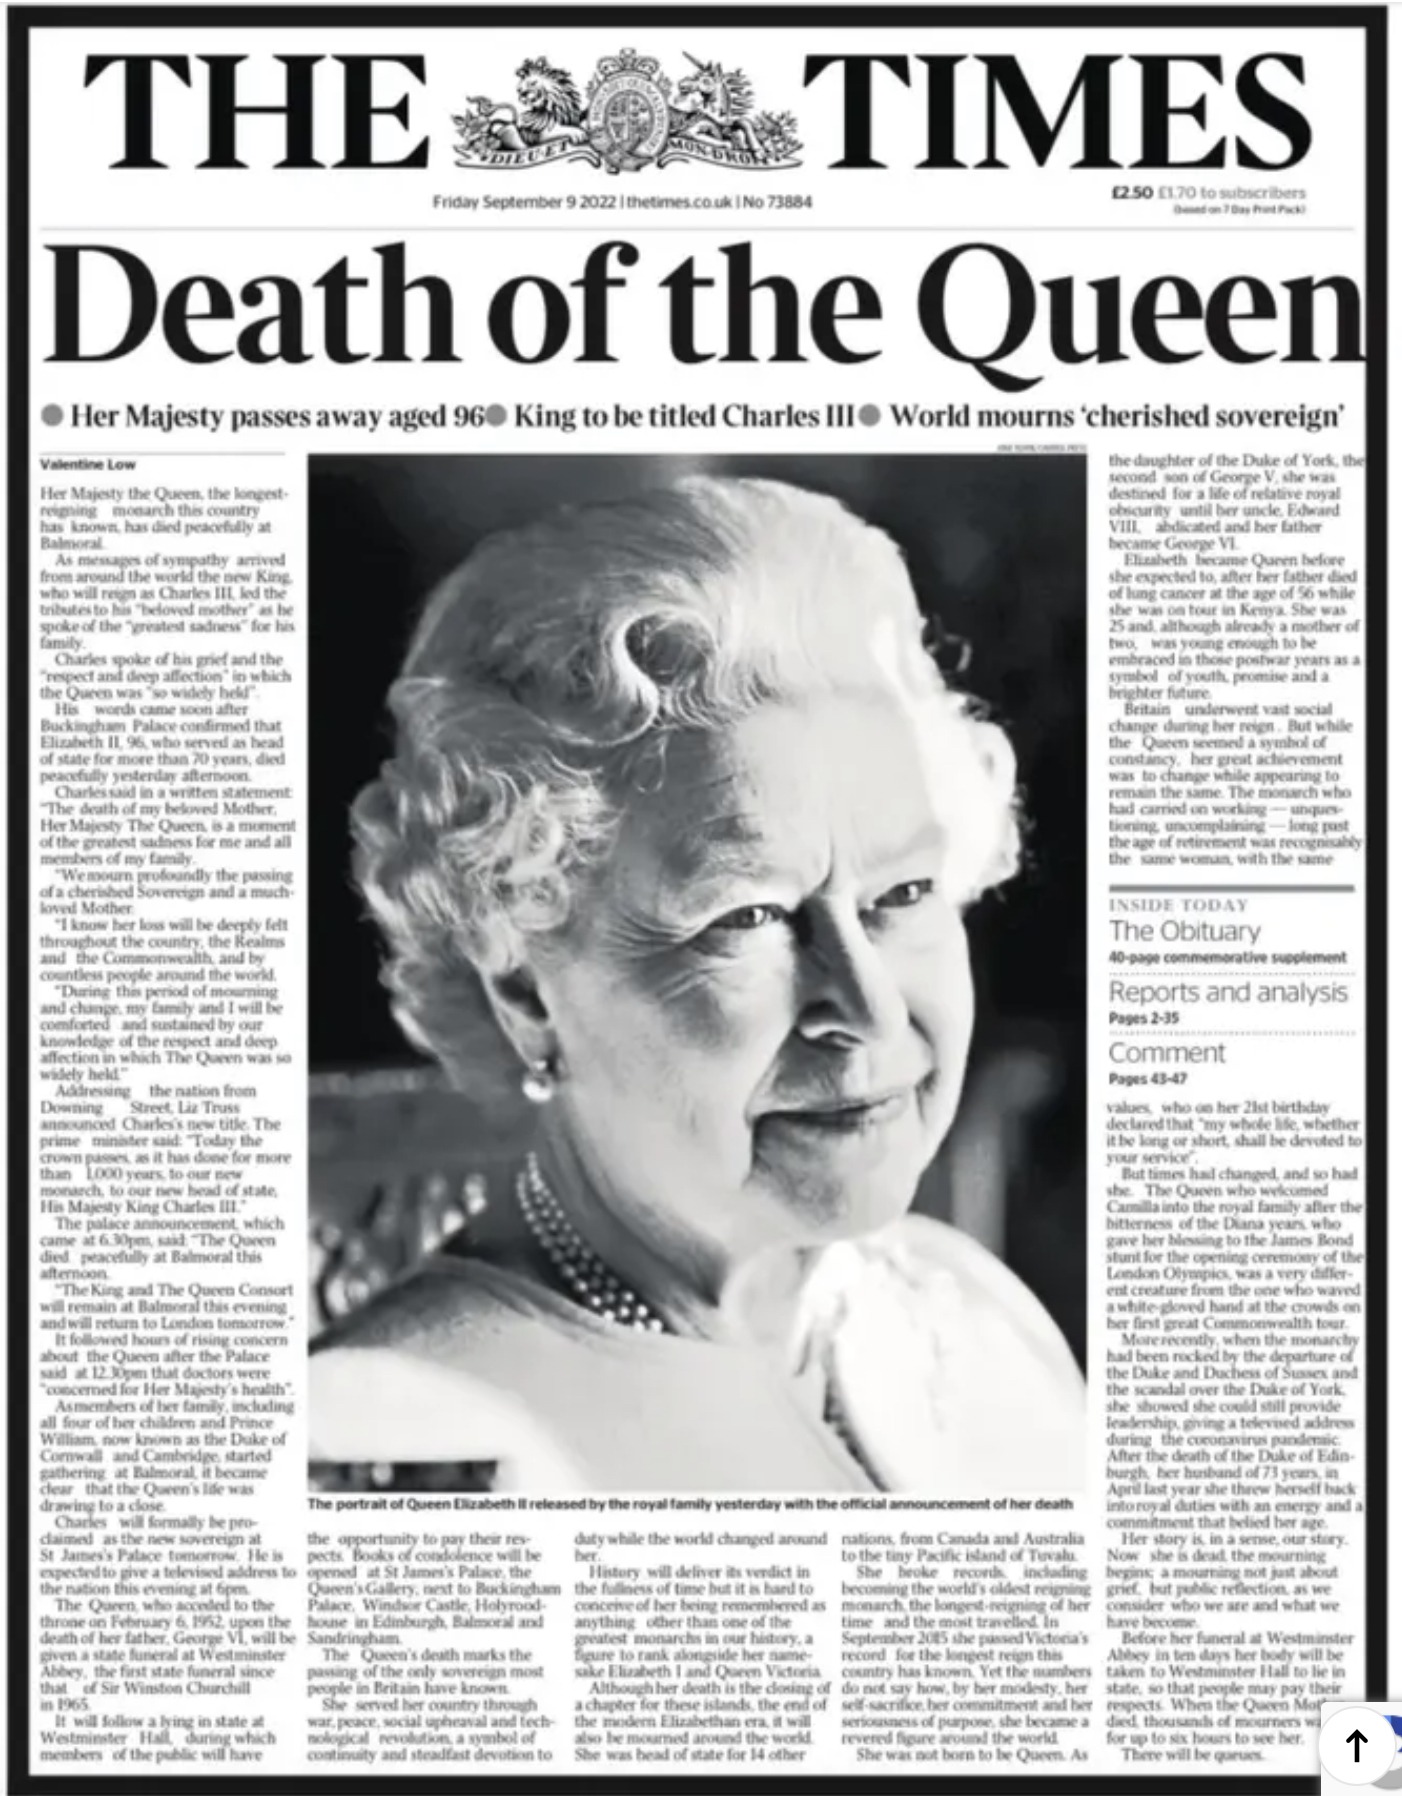 THE TIMES
DIEU·ET MON·DROIT
Friday September 9 2022 | thetimes.co.uk | No 73884
£2.50 £1.70 to subscribers
(based on 7 Day Print Pack)
Death of the Queen
Her Majesty passes away aged 96 King to be titled Charles III World mourns ‘cherished sovereign’
Valentine Low
Her Majesty the Queen, the longest-
reigning monarch this country
has known, has died peacefully at
Balmoral.
As messages of sympathy arrived
from around the world the new King,
who will reign as Charles III, led the
tributes to his “beloved mother” as he
spoke of the “greatest sadness” for his
family.
Charles spoke of his grief and the
“respect and deep affection” in which
the Queen was “so widely held”.
His words came soon after
Buckingham Palace confirmed that
Elizabeth II, 96, who served as head
of state for more than 70 years, died
peacefully yesterday afternoon.
Charles said in a written statement:
“The death of my beloved Mother,
Her Majesty The Queen, is a moment
of the greatest sadness for me and all
members of my family.
“We mourn profoundly the passing
of a cherished Sovereign and a much-
loved Mother.
“I know her loss will be deeply felt
throughout the country, the Realms
and the Commonwealth, and by
countless people around the world.
“During this period of mourning
and change, my family and I will be
comforted and sustained by our
knowledge of the respect and deep
affection in which The Queen was so
widely held.”
Addressing the nation from
Downing Street, Liz Truss
announced Charles's new title. The
prime minister said: “Today the
crown passes, as it has done for more
than 1,000 years, to our new
monarch, to our new head of state,
His Majesty King Charles III.”
The palace announcement, which
came at 6.30pm, said: “The Queen
died peacefully at Balmoral this
afternoon.
“The King and The Queen Consort
will remain at Balmoral this evening
and will return to London tomorrow.”
It followed hours of rising concern
about the Queen after the Palace
said at 12.30pm that doctors were
“concerned for Her Majesty's health”.
As members of her family, including
all four of her children and Prince
William, now known as the Duke of
Cornwall and Cambridge, started
gathering at Balmoral, it became
clear that the Queen's life was
drawing to a close.
Charles will formally be pro-
claimed as the new sovereign at
St James's Palace tomorrow. He is
expected to give a televised address to
the nation this evening at 6pm.
The Queen, who acceded to the
throne on February 6, 1952, upon the
death of her father, George VI, will be
given a state funeral at Westminster
Abbey, the first state funeral since
that of Sir Winston Churchill
in 1965.
It will follow a lying in state at
Westminster Hall, during which
members of the public will have
The portrait of Queen Elizabeth II released by the royal family yesterday with the official announcement of her death
the opportunity to pay their res-
pects. Books of condolence will be
opened at St James's Palace, the
Queen's Gallery, next to Buckingham
Palace, Windsor Castle, Holyrood-
house in Edinburgh, Balmoral and
Sandringham.
The Queen's death marks the
passing of the only sovereign most
people in Britain have known.
She served her country through
war, peace, social upheaval and tech-
nological revolution, a symbol of
continuity and steadfast devotion to
duty while the world changed around
her.
History will deliver its verdict in
the fullness of time but it is hard to
conceive of her being remembered as
anything other than one of the
greatest monarchs in our history, a
figure to rank alongside her name-
sake Elizabeth I and Queen Victoria.
Although her death is the closing of
a chapter for these islands, the end of
the modern Elizabethan era, it will
also be mourned around the world.
She was head of state for 14 other
nations, from Canada and Australia
to the tiny Pacific island of Tuvalu.
She broke records, including
becoming the world's oldest reigning
monarch, the longest-reigning of her
time and the most travelled. In
September 2015 she passed Victoria's
record for the longest reign this
country has known. Yet the numbers
do not say how, by her modesty, her
self-sacrifice, her commitment and her
seriousness of purpose, she became a
revered figure around the world.
She was not born to be Queen. As
the daughter of the Duke of York, the
second son of George V, she was
destined for a life of relative royal
obscurity until her uncle, Edward
VIII, abdicated and her father
became George VI.
Elizabeth became Queen before
she expected to, after her father died
of lung cancer at the age of 56 while
she was on tour in Kenya. She was
25 and, although already a mother of
two, was young enough to be
embraced in those postwar years as a
symbol of youth, promise and a
brighter future.
Britain underwent vast social
change during her reign. But while
the Queen seemed a symbol of
constancy, her great achievement
was to change while appearing to
remain the same. The monarch who
had carried on working — unques-
tioning, uncomplaining — long past
the age of retirement was recognisably
the same woman, with the same
INSIDE TODAY
The Obituary
40-page commemorative supplement
Reports and analysis
Pages 2-35
Comment
Pages 43-47
values, who on her 21st birthday
declared that “my whole life, whether
it be long or short, shall be devoted to
your service”.
But times had changed, and so had
she. The Queen who welcomed
Camilla into the royal family after the
bitterness of the Diana years, who
gave her blessing to the James Bond
stunt for the opening ceremony of the
London Olympics, was a very differ-
ent creature from the one who waved
a white-gloved hand at the crowds on
her first great Commonwealth tour.
More recently, when the monarchy
had been rocked by the departure of
the Duke and Duchess of Sussex and
the scandal over the Duke of York,
she showed she could still provide
leadership, giving a televised address
during the coronavirus pandemic.
After the death of the Duke of Edin-
burgh, her husband of 73 years, in
April last year she threw herself back
into royal duties with an energy and a
commitment that belied her age.
Her story is, in a sense, our story.
Now she is dead, the mourning
begins; a mourning not just about
grief, but public reflection, as we
consider who we are and what we
have become.
Before her funeral at Westminster
Abbey in ten days her body will be
taken to Westminster Hall to lie in
state, so that people may pay their
respects. When the Queen Mot
died, thousands of mourners wa
for up to six hours to see her.
There will be queues.